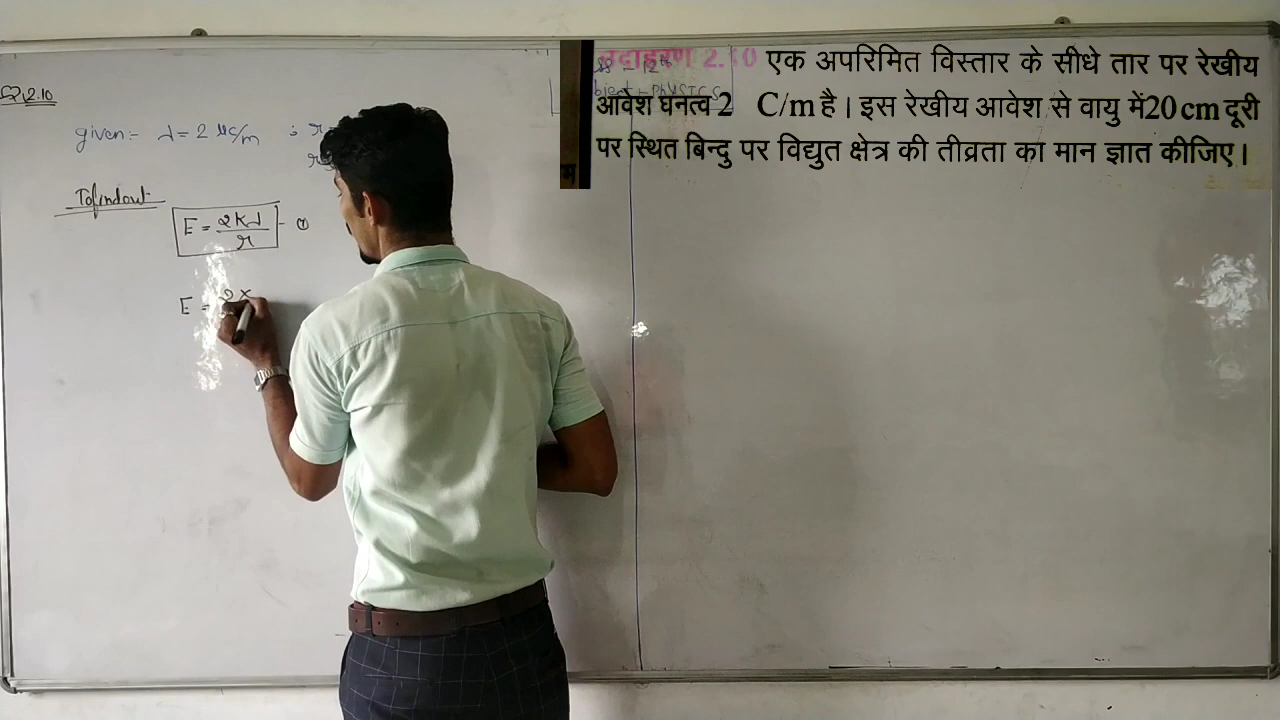 उदाहरण 2.10 एक अपरिमित विस्तार के सीधे तार पर रेखीय
आवेश घनत्व 2 C/m है। इस रेखीय आवेश से वायु में 20 cm दूरी
पर स्थित बिन्दु पर विद्युत क्षेत्र की तीव्रता का मान ज्ञात कीजिए।
2.10
given:- λ = 2 μC/m ; r
To find out
E = 2Kλ / r - ①
E = 2×